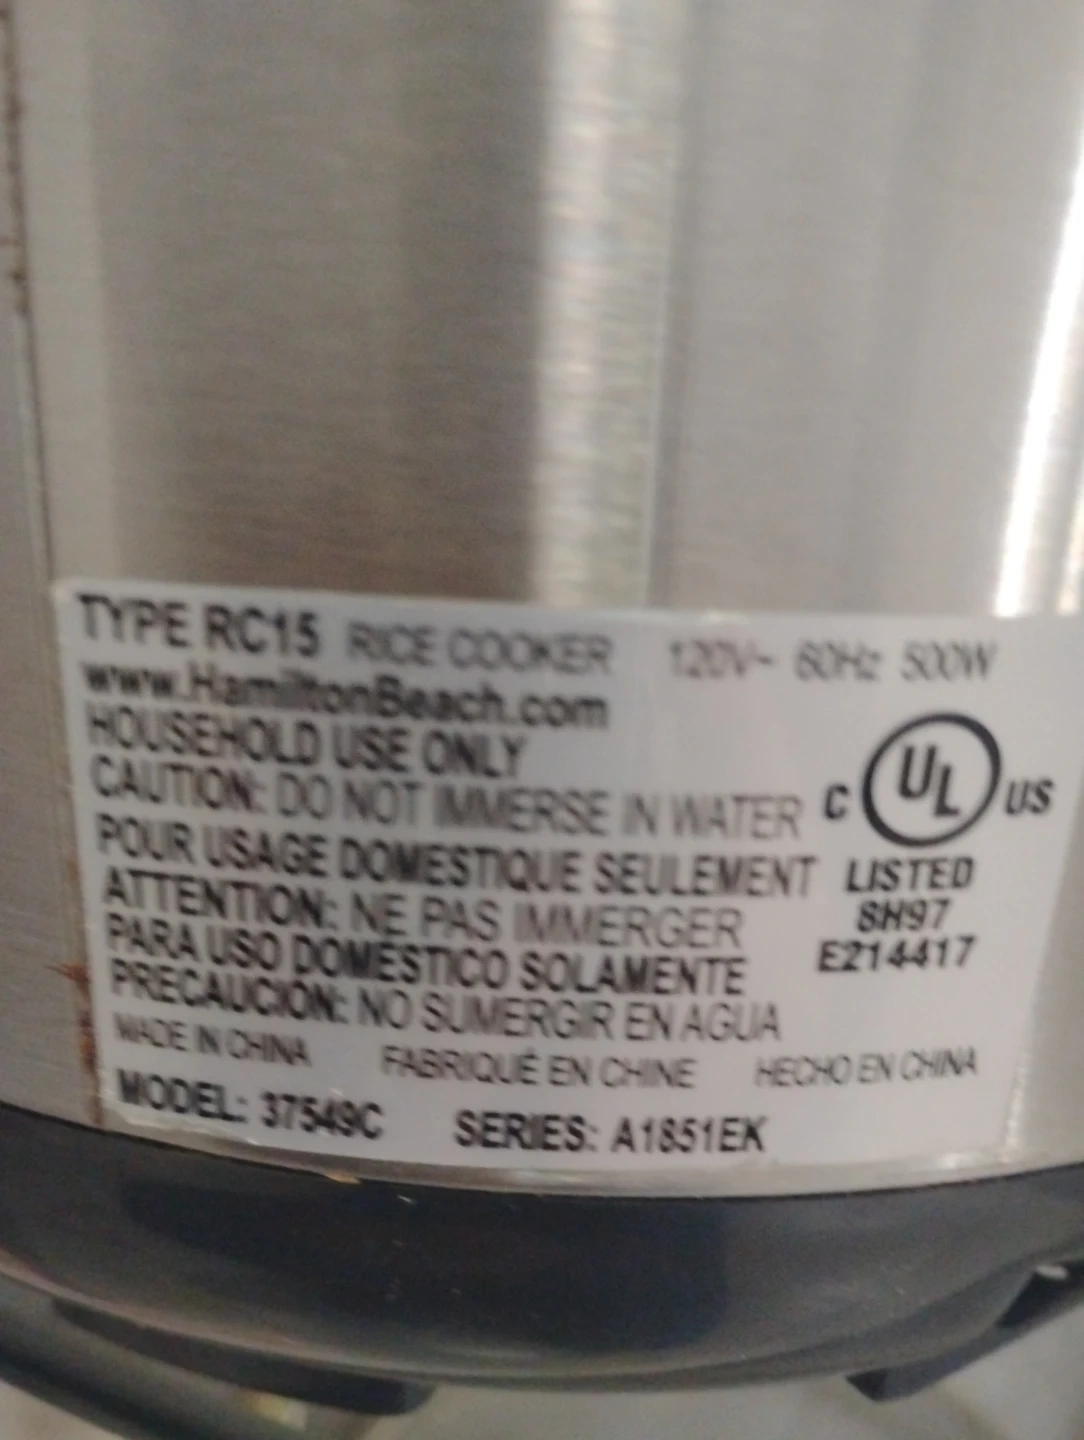 TYPE RC15 RICE COOKER 120V~ 60Hz 500W
www.HamiltonBeach.com
HOUSEHOLD USE ONLY
CAUTION: DO NOT IMMERSE IN WATER
POUR USAGE DOMESTIQUE SEULEMENT
ATTENTION: NE PAS IMMERGER
PARA USO DOMÉSTICO SOLAMENTE
PRECAUCIÓN: NO SUMERGIR EN AGUA
C UL US
LISTED
8H97
E214417
MADE IN CHINA FABRIQUÉ EN CHINE HECHO EN CHINA
MODEL: 37549C SERIES: A1851EK